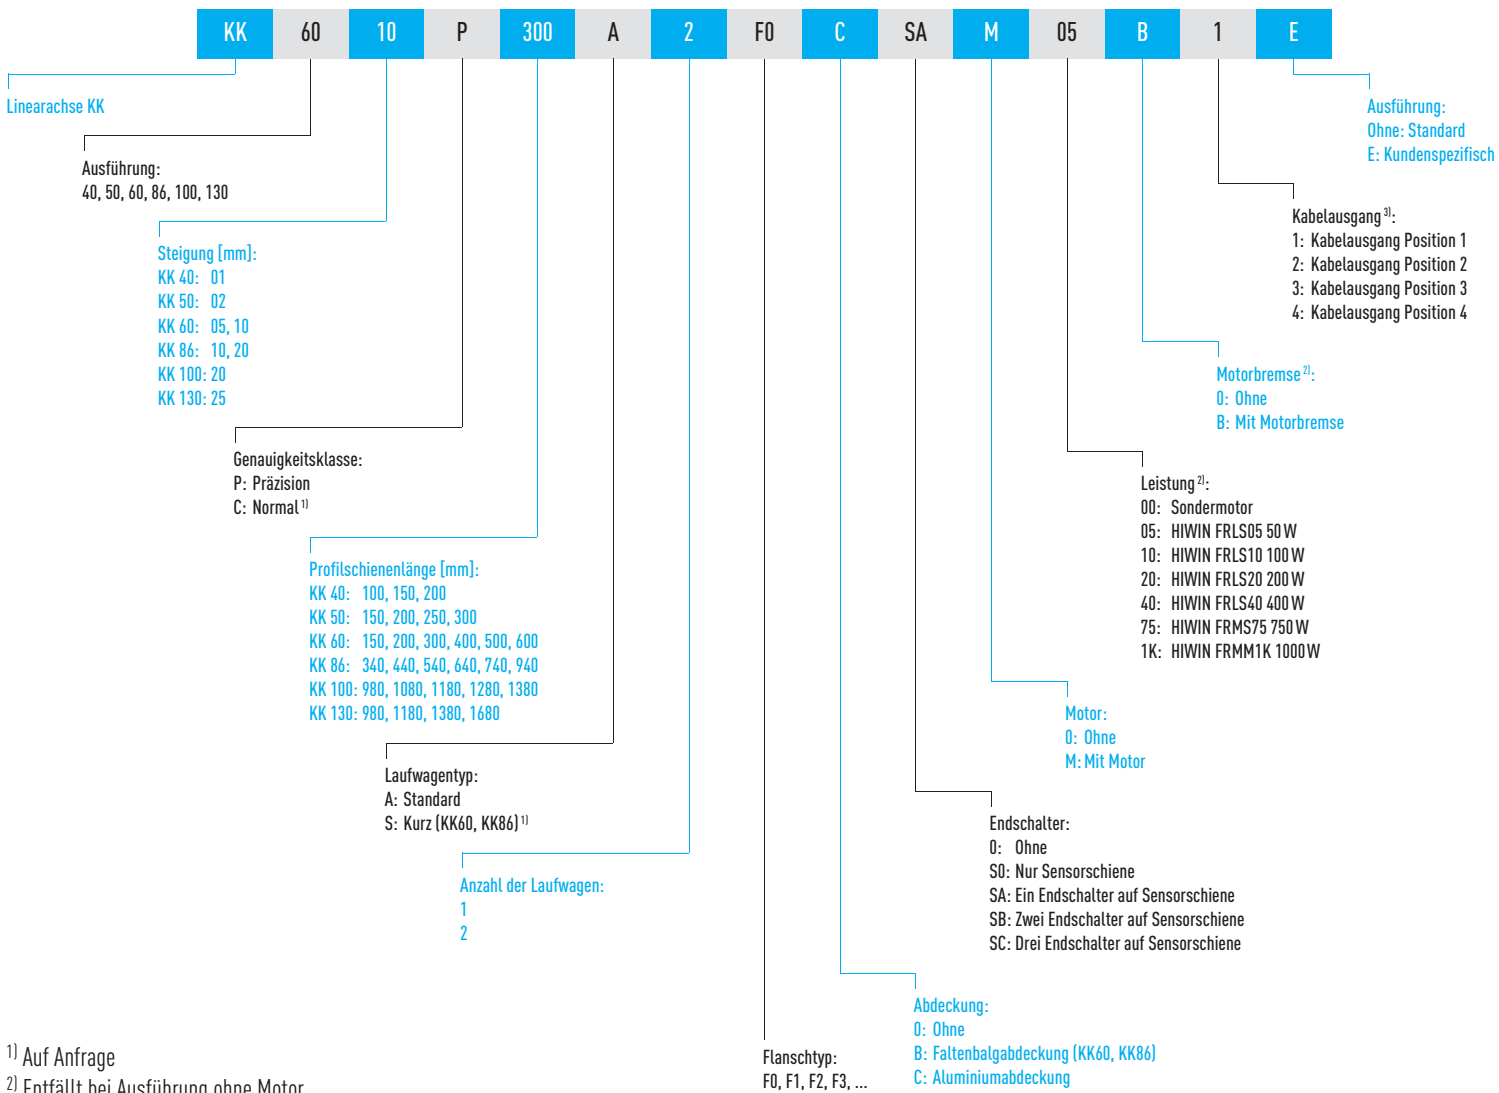 KK 60 10 P 300 A 2 F0 C SA M 05 B 1 E
Linearachse KK
Ausführung:
40, 50, 60, 86, 100, 130
Steigung [mm]:
KK 40: 01
KK 50: 02
KK 60: 05, 10
KK 86: 10, 20
KK 100: 20
KK 130: 25
Genauigkeitsklasse:
P: Präzision
C: Normal 1)
Profilschienenlänge [mm]:
KK 40: 100, 150, 200
KK 50: 150, 200, 250, 300
KK 60: 150, 200, 300, 400, 500, 600
KK 86: 340, 440, 540, 640, 740, 940
KK 100: 980, 1080, 1180, 1280, 1380
KK 130: 980, 1180, 1380, 1680
Laufwagentyp:
A: Standard
S: Kurz (KK60, KK86) 1)
Anzahl der Laufwagen:
1
2
Flanschtyp:
F0, F1, F2, F3, ...
Abdeckung:
0: Ohne
B: Faltenbalgabdeckung (KK60, KK86)
C: Aluminiumabdeckung
Endschalter:
0: Ohne
S0: Nur Sensorschiene
SA: Ein Endschalter auf Sensorschiene
SB: Zwei Endschalter auf Sensorschiene
SC: Drei Endschalter auf Sensorschiene
Motor:
0: Ohne
M: Mit Motor
Leistung 2):
00: Sondermotor
05: HIWIN FRLS05 50 W
10: HIWIN FRLS10 100 W
20: HIWIN FRLS20 200 W
40: HIWIN FRLS40 400 W
75: HIWIN FRMS75 750 W
1K: HIWIN FRMM1K 1000 W
Motorbremse 2):
0: Ohne
B: Mit Motorbremse
Kabelausgang 3):
1: Kabelausgang Position 1
2: Kabelausgang Position 2
3: Kabelausgang Position 3
4: Kabelausgang Position 4
Ausführung:
Ohne: Standard
E: Kundenspezifisch
1) Auf Anfrage
2) Entfällt bei Ausführung ohne Motor